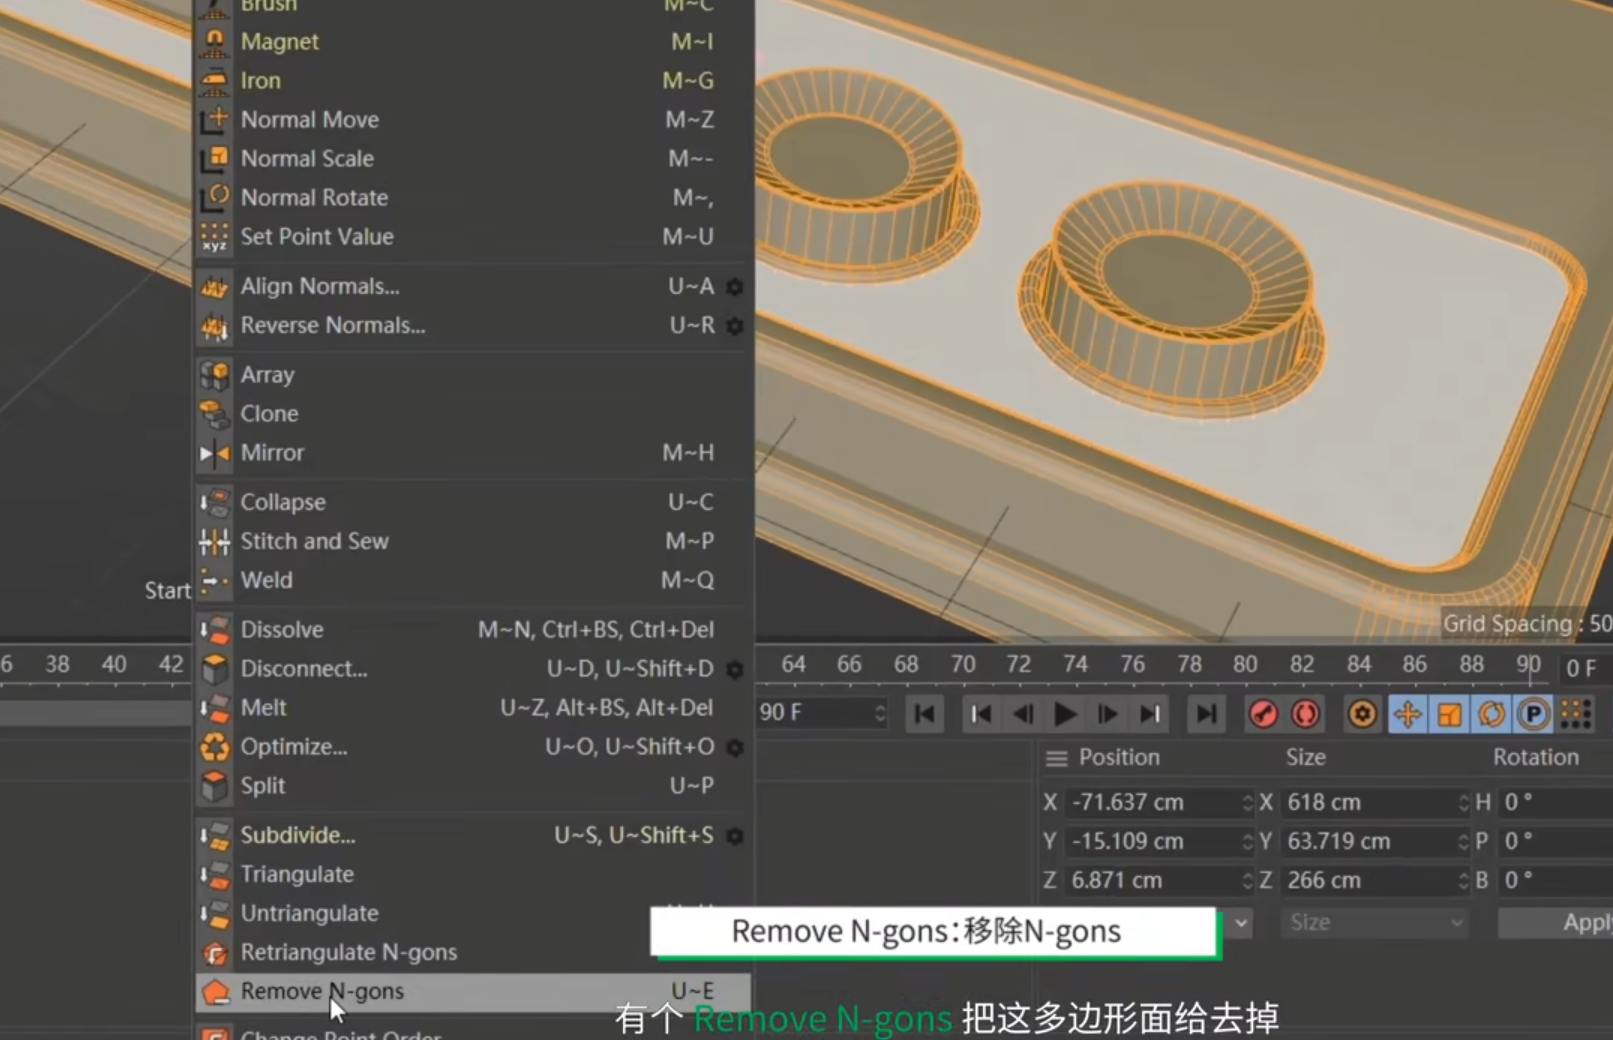 Brush M~C
Magnet M~I
Iron M~G
Normal Move M~Z
Normal Scale M~-
Normal Rotate M~,
xyz Set Point Value M~U
Align Normals... U~A
Reverse Normals... U~R
Array
Clone
Mirror M~H
Collapse U~C
Stitch and Sew M~P
Weld M~Q
Dissolve M~N, Ctrl+BS, Ctrl+Del
Disconnect... U~D, U~Shift+D
Melt U~Z, Alt+BS, Alt+Del
Optimize... U~O, U~Shift+O
Split U~P
Subdivide... U~S, U~Shift+S
Triangulate
Untriangulate
Retriangulate N-gons
Remove N-gons U~E
Change Point Order
Start
Grid Spacing : 50
6 38 40 42
64 66 68 70 72 74 76 78 80 82 84 86 88 90 0 F
90 F
P
Position Size Rotation
X -71.637 cm X 618 cm H 0 °
Y -15.109 cm Y 63.719 cm P 0 °
Z 6.871 cm Z 266 cm B 0 °
Size Apply
Remove N-gons:移除N-gons
有个 Remove N-gons 把这多边形面给去掉